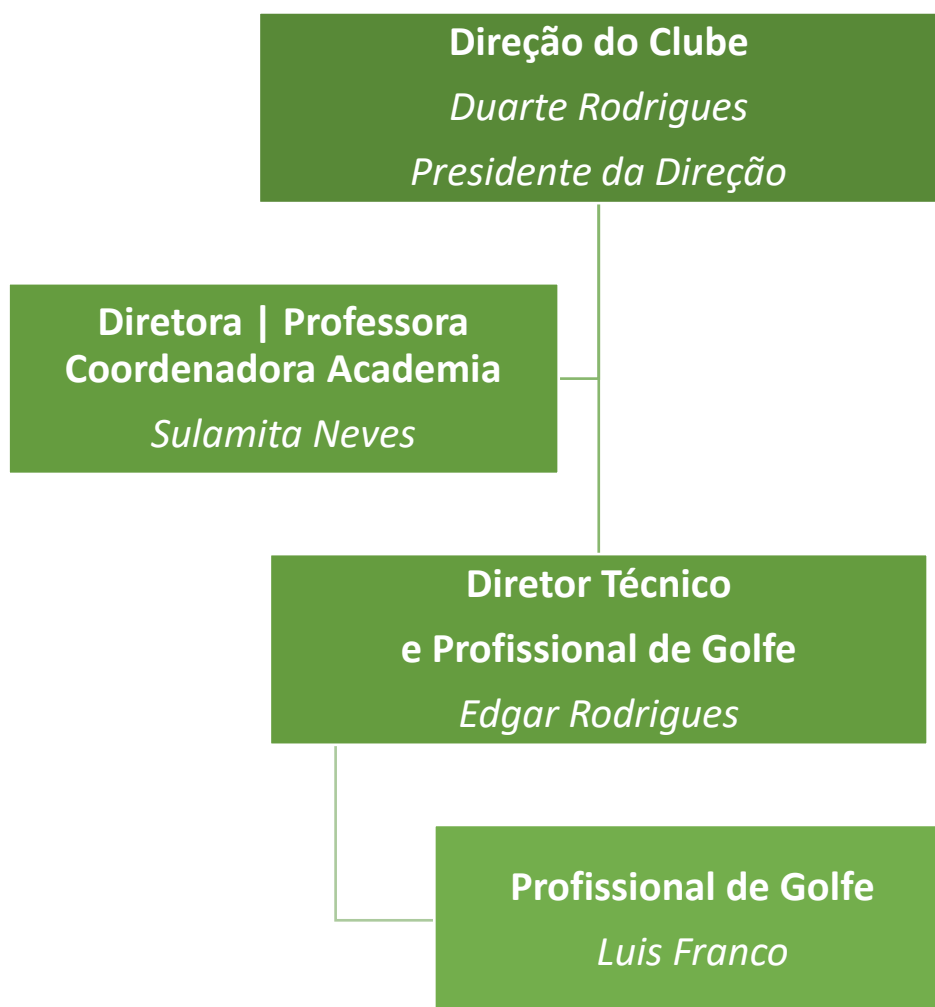 Direção do Clube
Duarte Rodrigues
Presidente da Direção
Diretora | Professora
Coordenadora Academia
Sulamita Neves
Diretor Técnico
e Profissional de Golfe
Edgar Rodrigues
Profissional de Golfe
Luis Franco